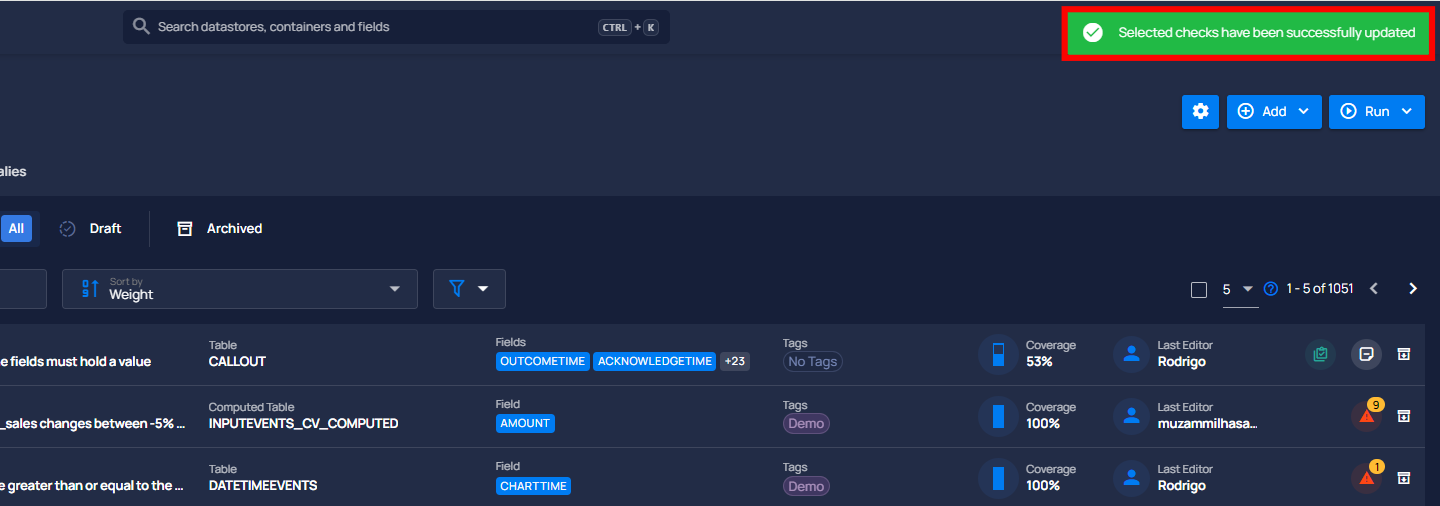 Search datastores, containers and fields
CTRL + K
Selected checks have been successfully updated
Add
Run
alies
All
Draft
Archived
Sort by
Weight
5
1 - 5 of 1051
e fields must hold a value
Table
CALLOUT
Fields
OUTCOMETIME ACKNOWLEDGETIME +23
Tags
No Tags
Coverage
53%
Last Editor
Rodrigo
_sales changes between -5% ...
Computed Table
INPUTEVENTS_CV_COMPUTED
Field
AMOUNT
Tags
Demo
Coverage
100%
Last Editor
muzammilhasa...
9
e greater than or equal to the ...
Table
DATETIMEEVENTS
Field
CHARTTIME
Tags
Demo
Coverage
100%
Last Editor
Rodrigo
1